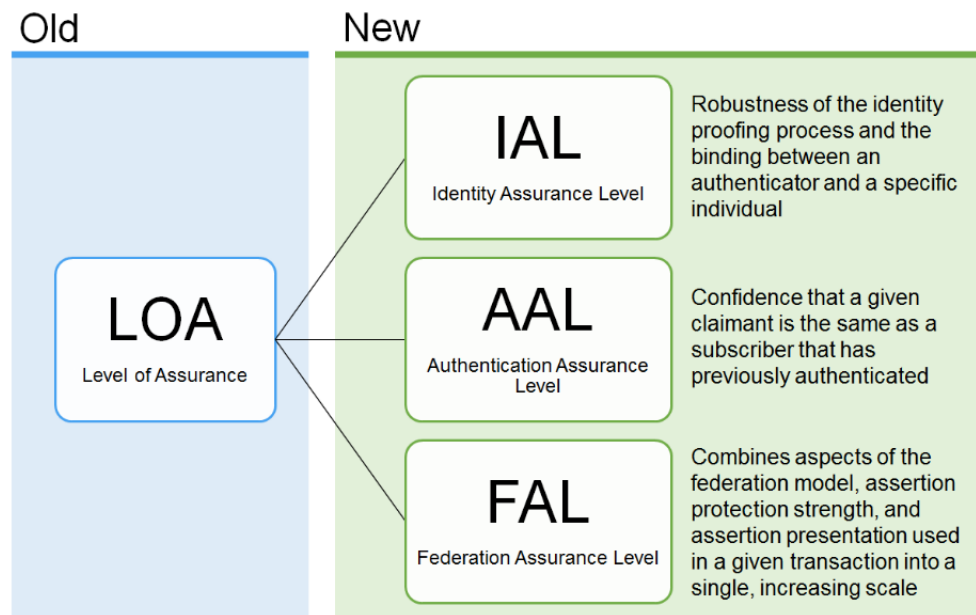 Old
New
LOA
Level of Assurance
IAL
Identity Assurance Level
Robustness of the identity
proofing process and the
binding between an
authenticator and a specific
individual
AAL
Authentication Assurance
Level
Confidence that a given
claimant is the same as a
subscriber that has
previously authenticated
FAL
Federation Assurance Level
Combines aspects of the
federation model, assertion
protection strength, and
assertion presentation used
in a given transaction into a
single, increasing scale